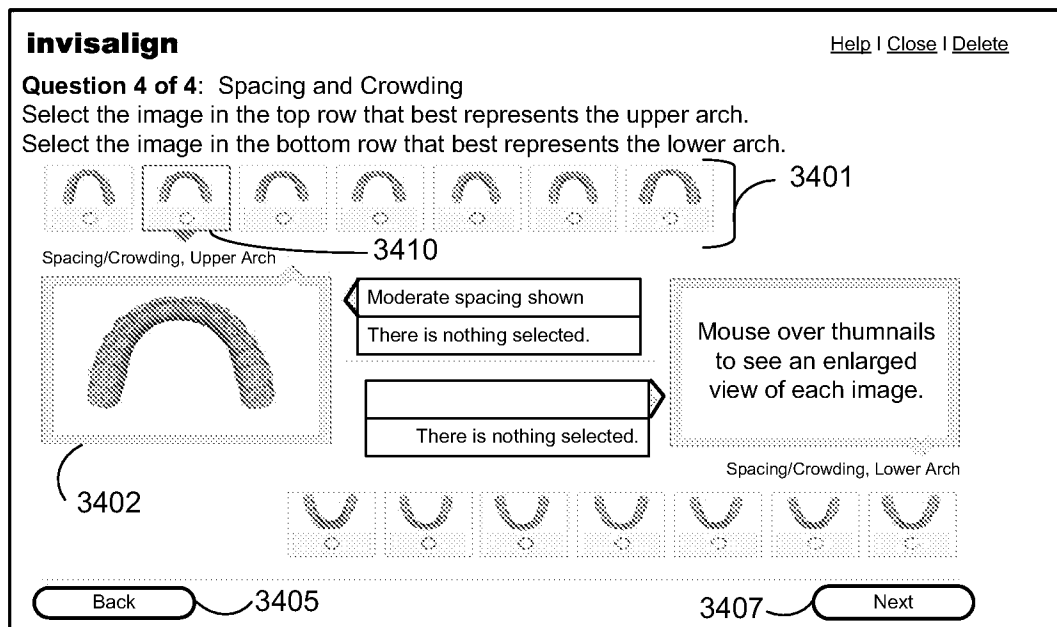 invisalign
Help | Close | Delete
Question 4 of 4: Spacing and Crowding
Select the image in the top row that best represents the upper arch.
Select the image in the bottom row that best represents the lower arch.
3401
3410
Spacing/Crowding, Upper Arch
Moderate spacing shown
There is nothing selected.
Mouse over thumnails
to see an enlarged
view of each image.
There is nothing selected.
Spacing/Crowding, Lower Arch
3402
Back
3405
3407
Next